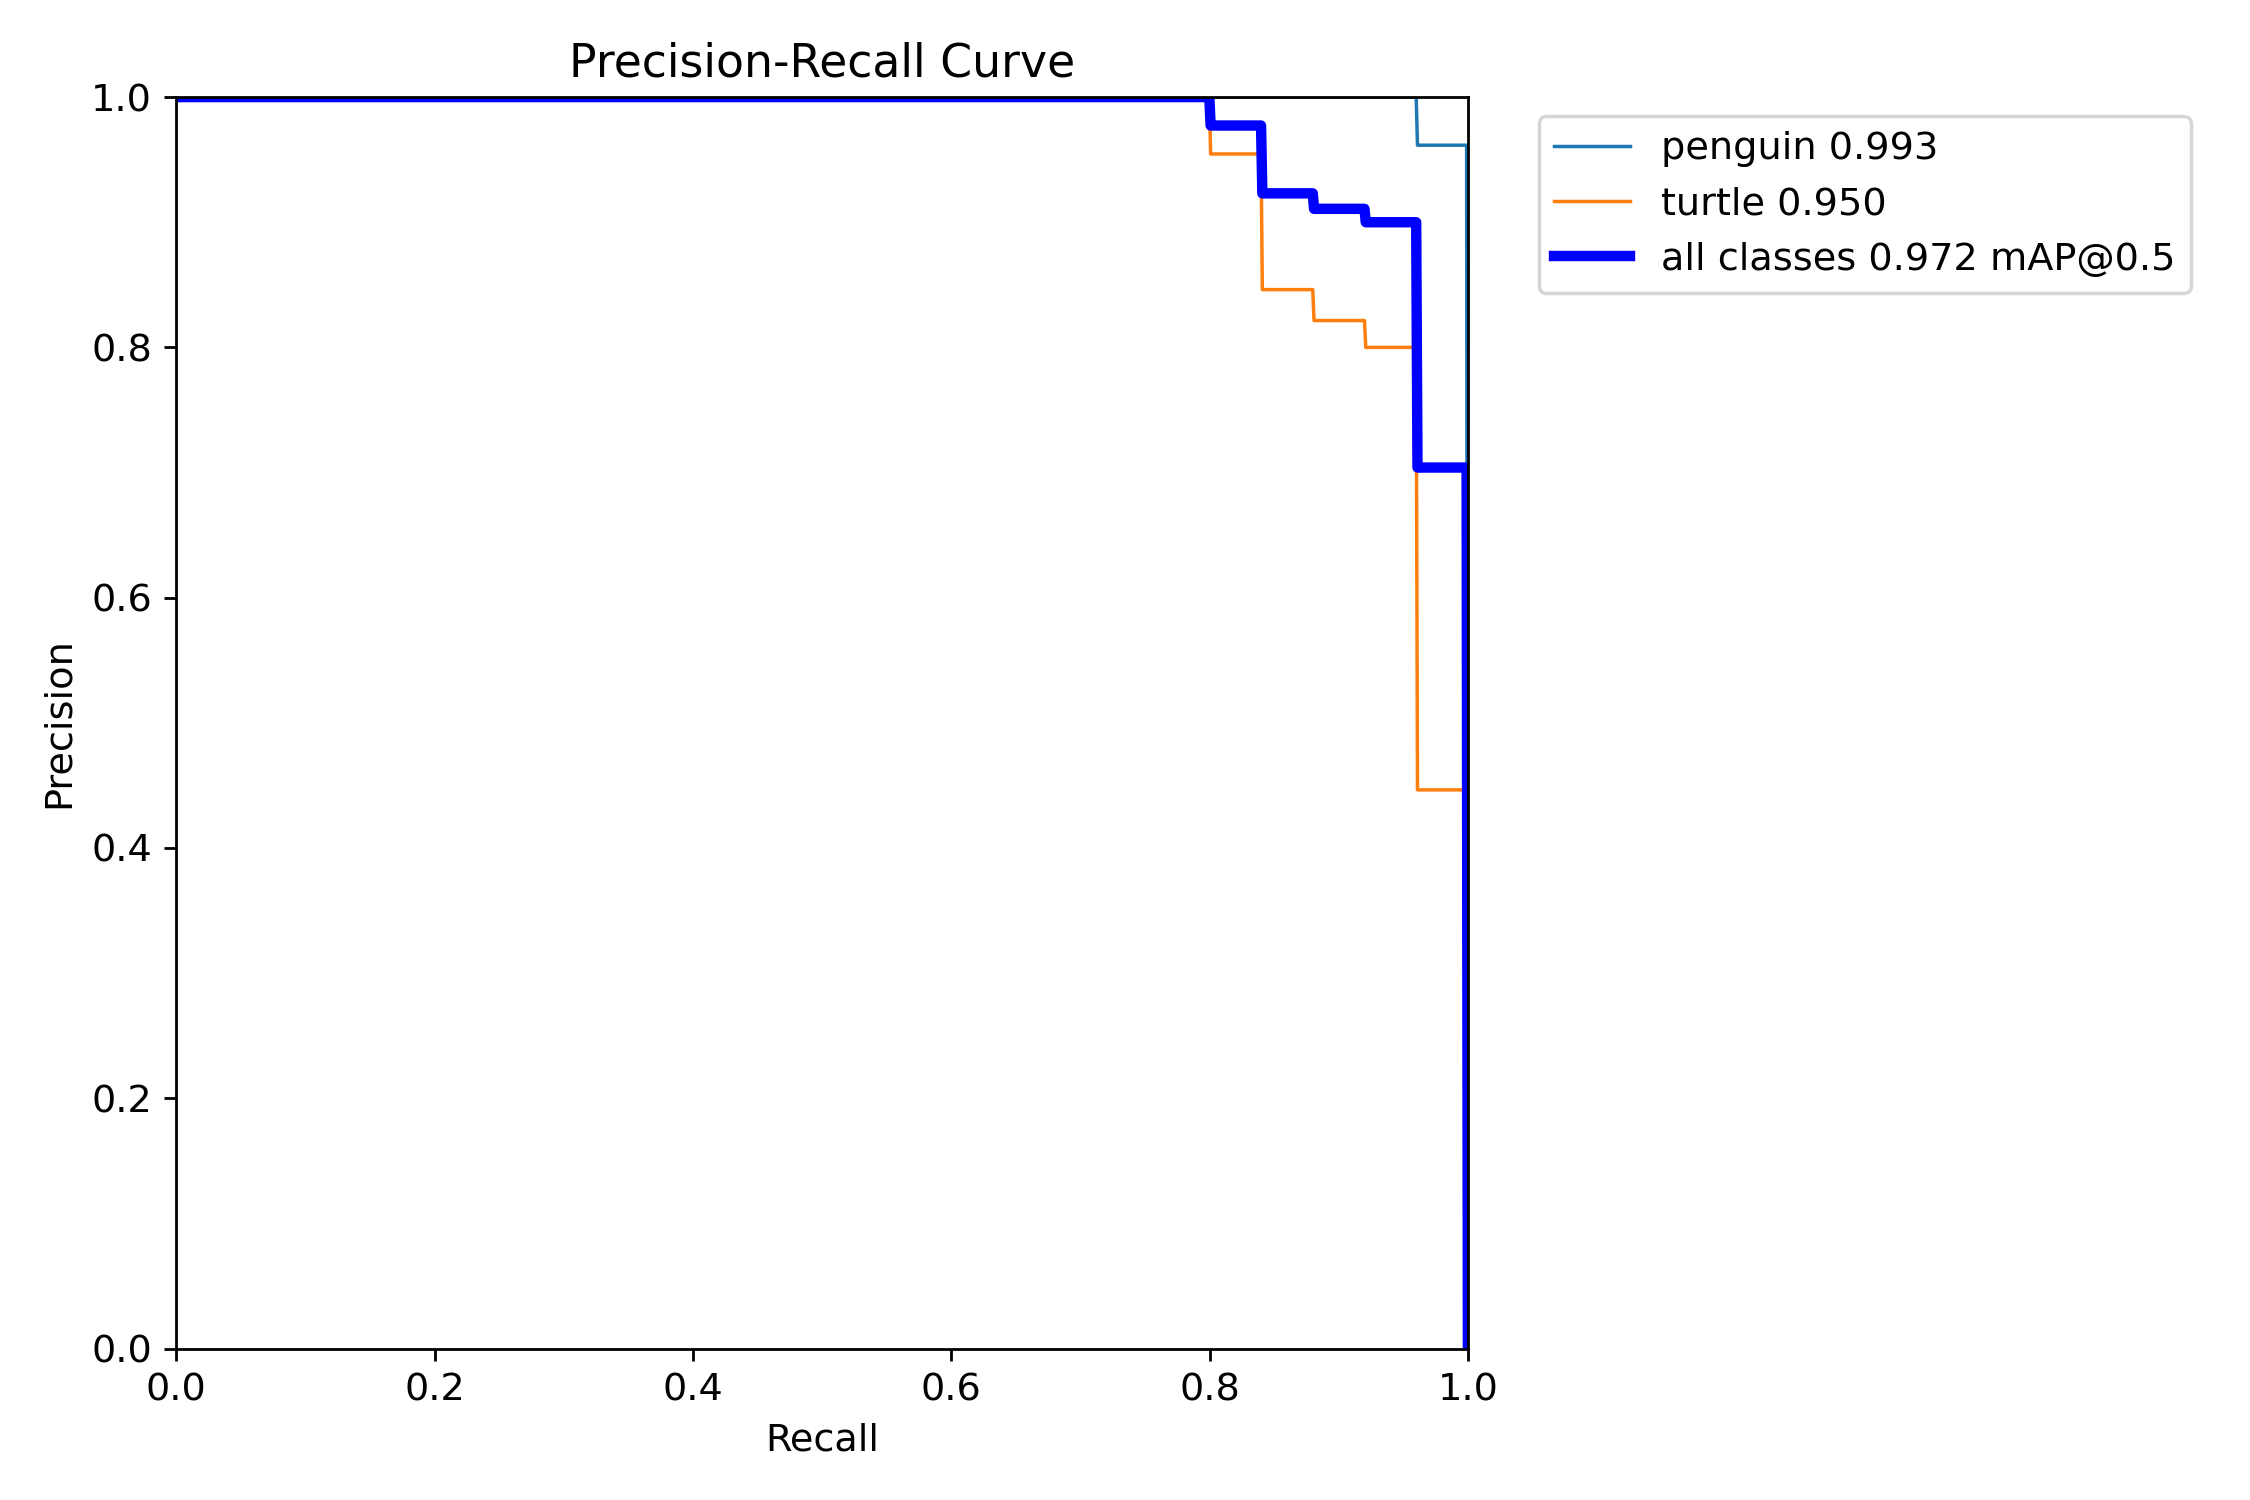 Precision-Recall Curve
1.0
0.8
0.6
0.4
0.2
0.0
Precision
0.0 0.2 0.4 0.6 0.8 1.0
Recall
penguin 0.993
turtle 0.950
all classes 0.972 mAP@0.5